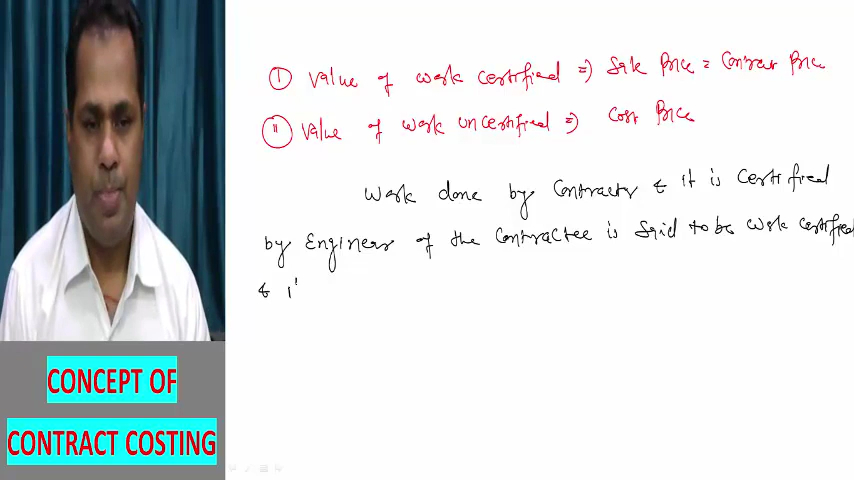 ① Value of work certified => Sale Price = Contract Price
② Value of work uncertified => Cost Price
Work done by Contractor & it is certified
by Engineer of the Contractee is said to be work certified
&
CONCEPT OF
CONTRACT COSTING